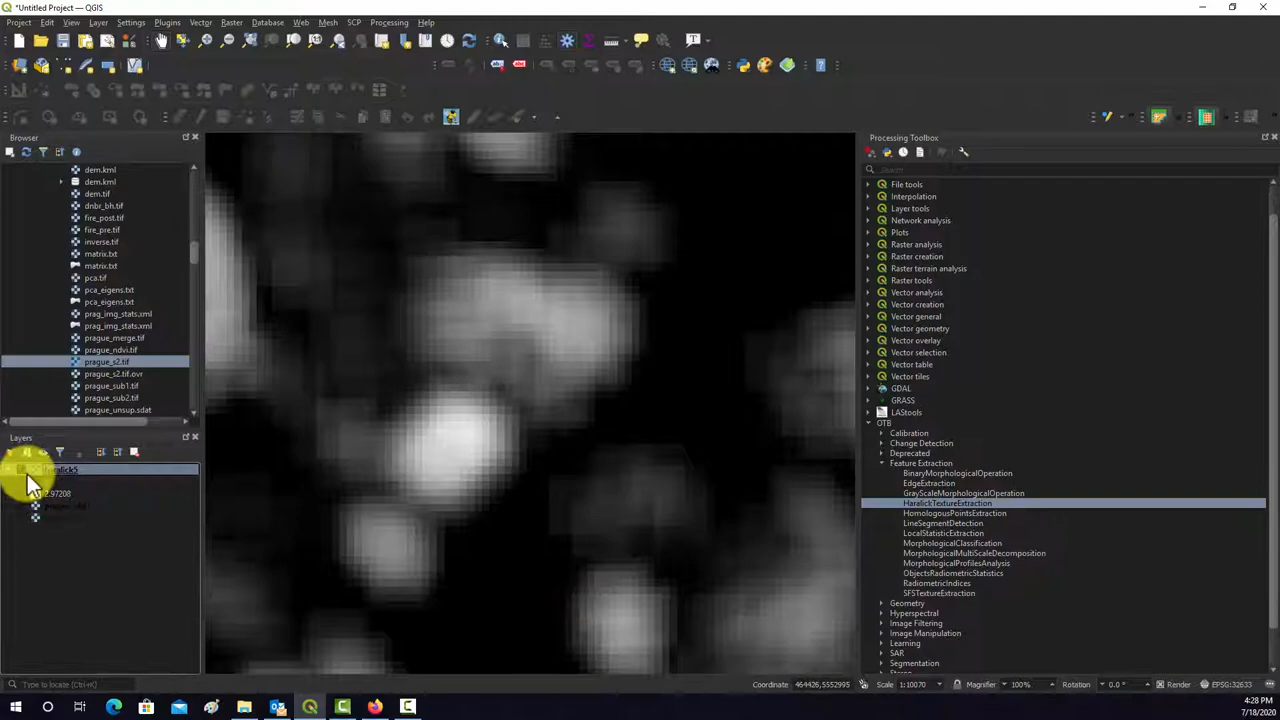 *Untitled Project — QGIS
Project Edit View Layer Settings Plugins Vector Raster Database Web Mesh SCP Processing Help
Browser
dem.kml
dem.kml
dem.tif
dnbr_bh.tif
fire_post.tif
fire_pre.tif
inverse.tif
matrix.txt
matrix.txt
pca.tif
pca_eigens.txt
pca_eigens.txt
prag_img_stats.xml
prag_img_stats.xml
prague_merge.tif
prague_ndvi.tif
prague_s2.tif
prague_s2.tif.ovr
prague_sub1.tif
prague_sub2.tif
prague_unsup.sdat
Layers
2.97208
Processing Toolbox
Search
File tools
Interpolation
Layer tools
Network analysis
Plots
Raster analysis
Raster creation
Raster terrain analysis
Raster tools
Vector analysis
Vector creation
Vector general
Vector geometry
Vector overlay
Vector selection
Vector table
Vector tiles
GDAL
GRASS
LAStools
OTB
Calibration
Change Detection
Deprecated
Feature Extraction
BinaryMorphologicalOperation
EdgeExtraction
GrayScaleMorphologicalOperation
HaralickTextureExtraction
HomologousPointsExtraction
LineSegmentDetection
LocalStatisticExtraction
MorphologicalClassification
MorphologicalMultiScaleDecomposition
MorphologicalProfilesAnalysis
ObjectsRadiometricStatistics
RadiometricIndices
SFSTextureExtraction
Geometry
Hyperspectral
Image Filtering
Image Manipulation
Learning
SAR
Segmentation
Type to locate (Ctrl+K)
Coordinate 464426,5552995 Scale 1:10070 Magnifier 100% Rotation 0.0 ° Render EPSG:32633
4:28 PM
7/18/2020